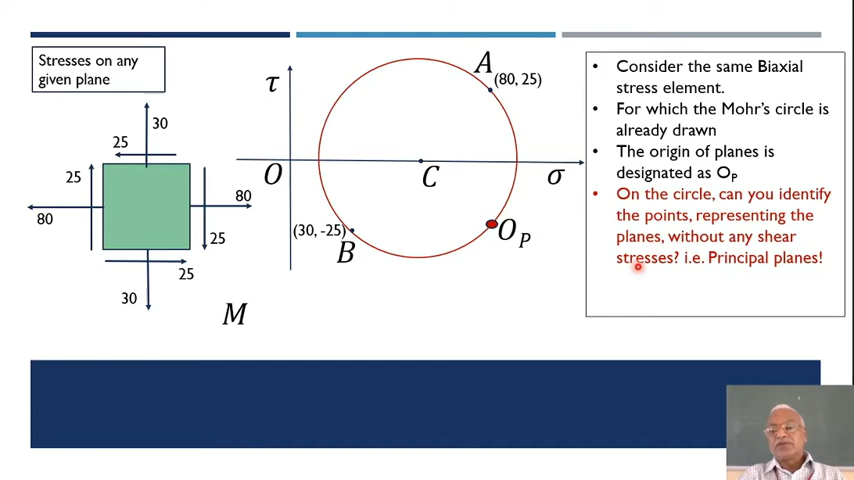 Stresses on any
given plane
30
25
25
80
80
25
25
30
M
τ
A
(80, 25)
O
C
σ
(30, -25)
B
O_P
• Consider the same Biaxial
stress element.
• For which the Mohr's circle is
already drawn
• The origin of planes is
designated as O_P
• On the circle, can you identify
the points, representing the
planes, without any shear
stresses? i.e. Principal planes!